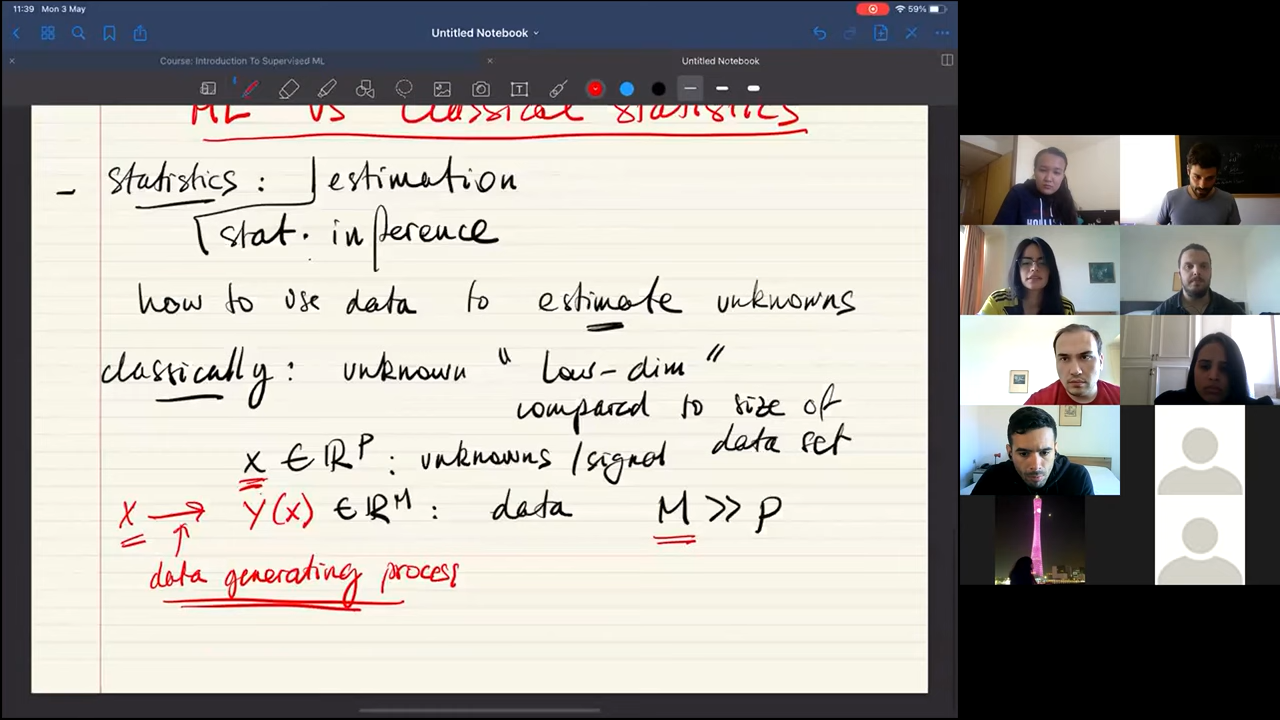 11:39 Mon 3 May
59%
Untitled Notebook
Course: Introduction To Supervised ML
Untitled Notebook
ML vs Classical Statistics
- statistics: estimation
stat. inference
how to use data to estimate unknowns
classically: unknown "low-dim"
compared to size of
data set
x ∈ ℝᴾ: unknowns/signal
x → Y(x) ∈ ℝᴹ: data M >> P
data generating process